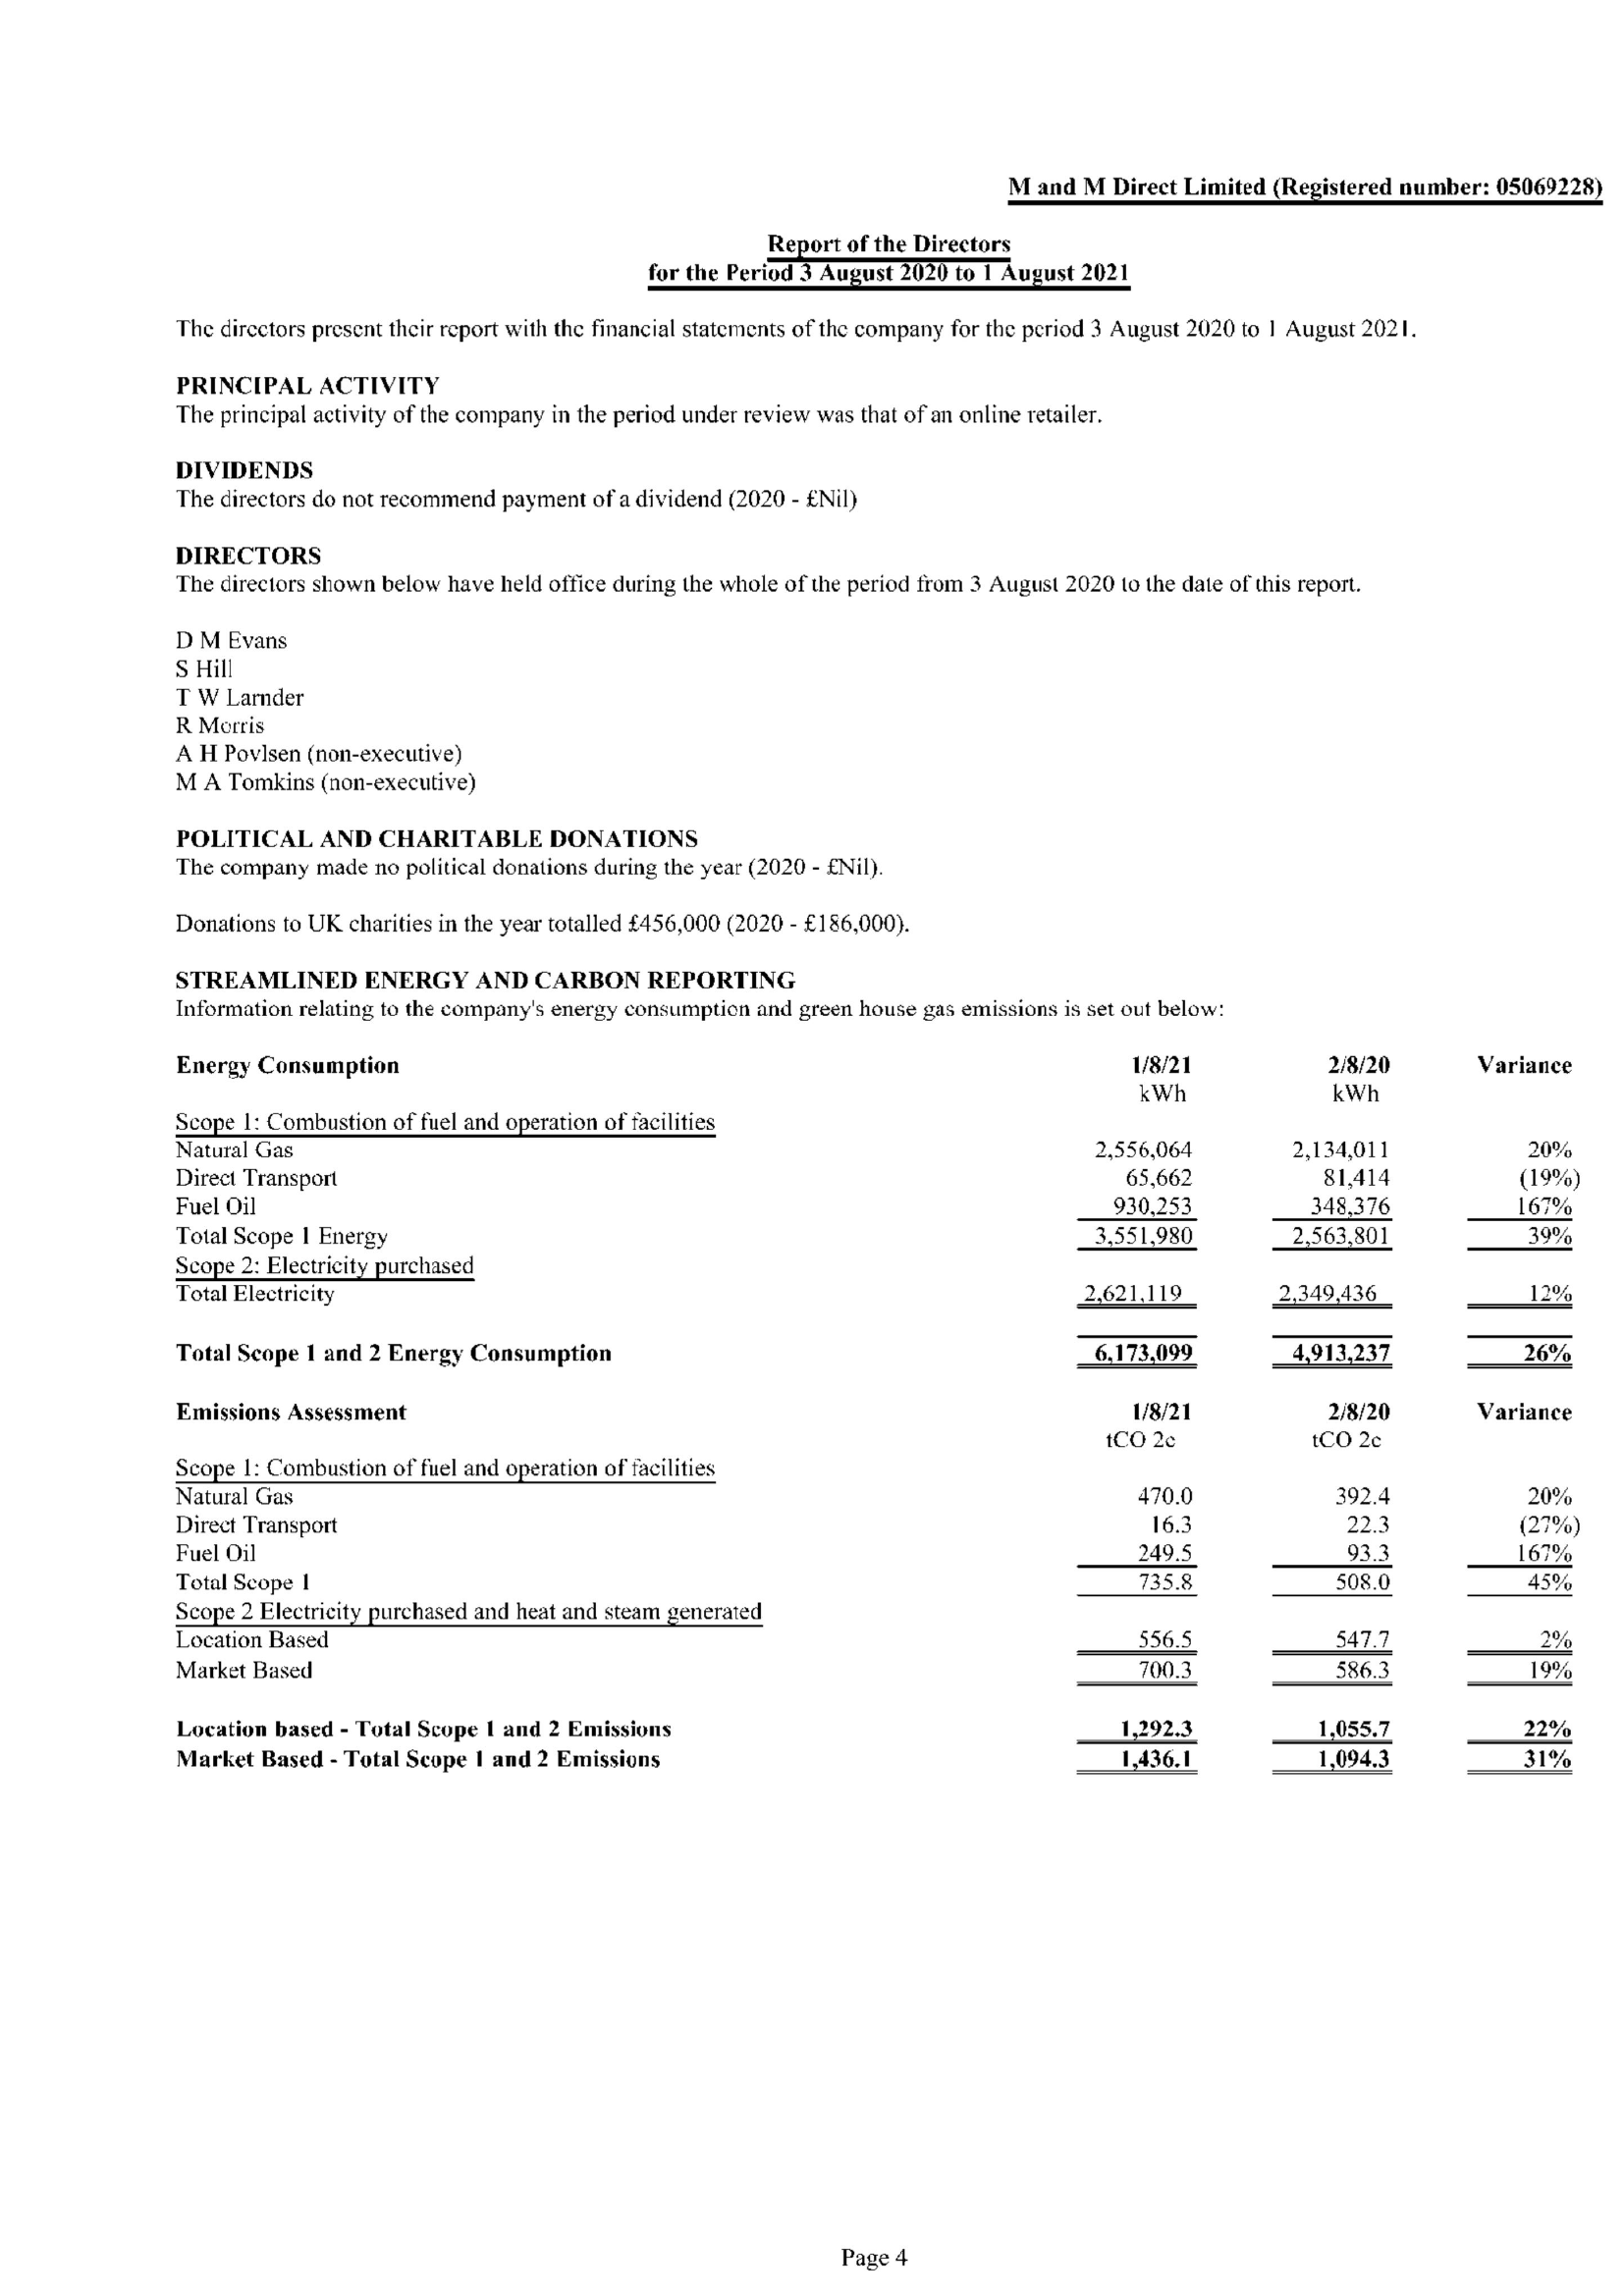 M and M Direct Limited (Registered number: 05069228)
Report of the Directors
for the Period 3 August 2020 to 1 August 2021
The directors present their report with the financial statements of the company for the period 3 August 2020 to 1 August 2021.
PRINCIPAL ACTIVITY
The principal activity of the company in the period under review was that of an online retailer.
DIVIDENDS
The directors do not recommend payment of a dividend (2020 - £Nil)
DIRECTORS
The directors shown below have held office during the whole of the period from 3 August 2020 to the date of this report.
D M Evans
S Hill
T W Larnder
R Morris
A H Povlsen (non-executive)
M A Tomkins (non-executive)
POLITICAL AND CHARITABLE DONATIONS
The company made no political donations during the year (2020 - £Nil).
Donations to UK charities in the year totalled £456,000 (2020 - £186,000).
STREAMLINED ENERGY AND CARBON REPORTING
Information relating to the company's energy consumption and green house gas emissions is set out below:
Energy Consumption 1/8/21 2/8/20 Variance
kWh kWh
Scope 1: Combustion of fuel and operation of facilities
Natural Gas 2,556,064 2,134,011 20%
Direct Transport 65,662 81,414 (19%)
Fuel Oil 930,253 348,376 167%
Total Scope 1 Energy 3,551,980 2,563,801 39%
Scope 2: Electricity purchased
Total Electricity 2,621,119 2,349,436 12%
Total Scope 1 and 2 Energy Consumption 6,173,099 4,913,237 26%
Emissions Assessment 1/8/21 2/8/20 Variance
tCO 2e tCO 2e
Scope 1: Combustion of fuel and operation of facilities
Natural Gas 470.0 392.4 20%
Direct Transport 16.3 22.3 (27%)
Fuel Oil 249.5 93.3 167%
Total Scope 1 735.8 508.0 45%
Scope 2 Electricity purchased and heat and steam generated
Location Based 556.5 547.7 2%
Market Based 700.3 586.3 19%
Location based - Total Scope 1 and 2 Emissions 1,292.3 1,055.7 22%
Market Based - Total Scope 1 and 2 Emissions 1,436.1 1,094.3 31%
Page 4